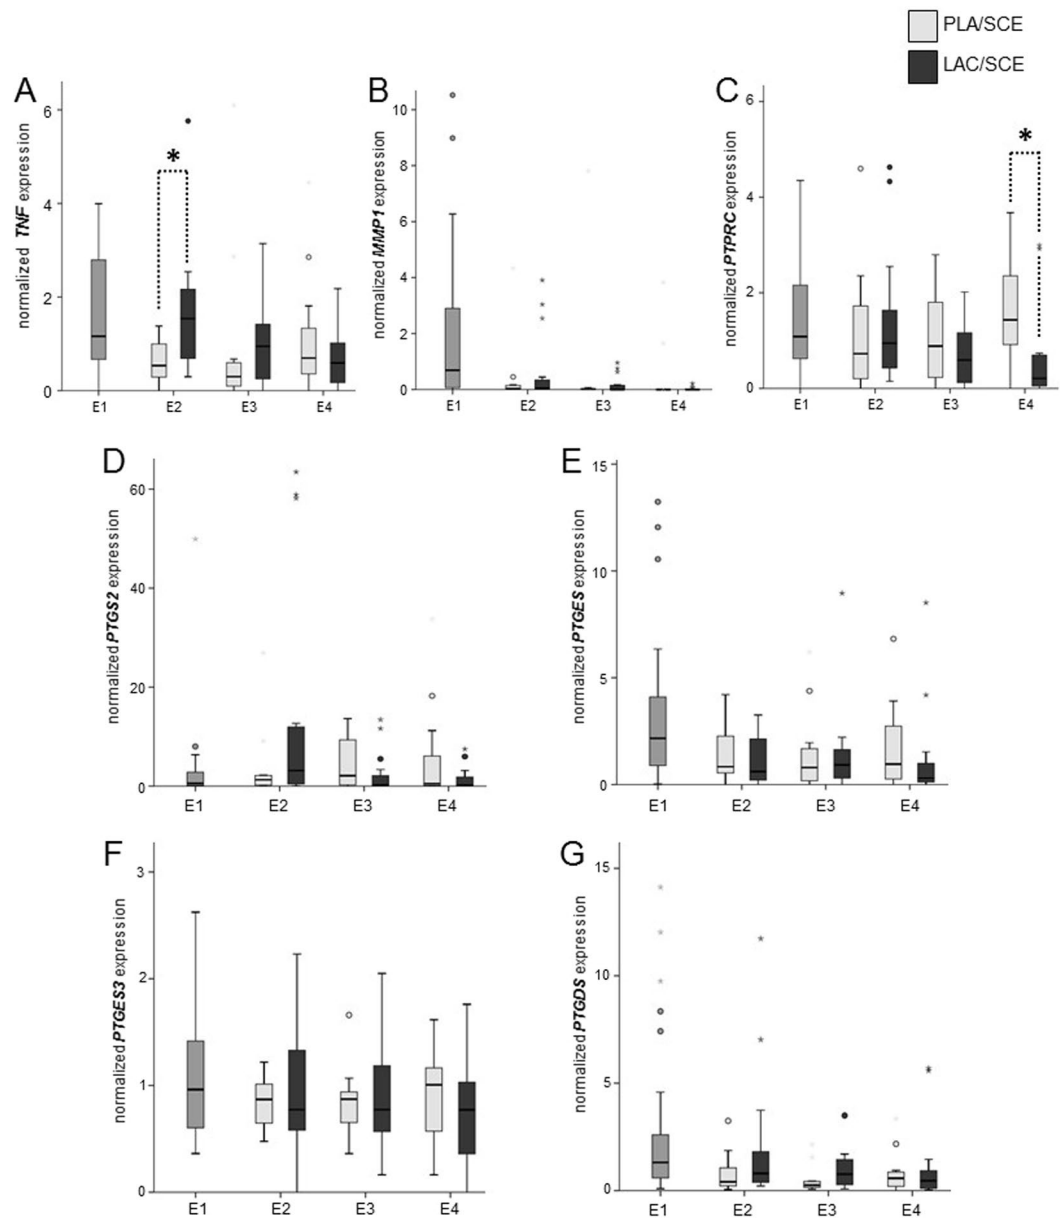 PLA/SCE
LAC/SCE
A
normalized TNF expression
6
4
2
0
*
E1 E2 E3 E4
B
normalized MMP1 expression
10
8
6
4
2
0
E1 E2 E3 E4
C
normalized PTPRC expression
6
4
2
0
*
E1 E2 E3 E4
D
normalized PTGS2 expression
60
40
20
0
E1 E2 E3 E4
E
normalized PTGES expression
15
10
5
0
E1 E2 E3 E4
F
normalized PTGES3 expression
3
2
1
0
E1 E2 E3 E4
G
normalized PTGDS expression
15
10
5
0
E1 E2 E3 E4